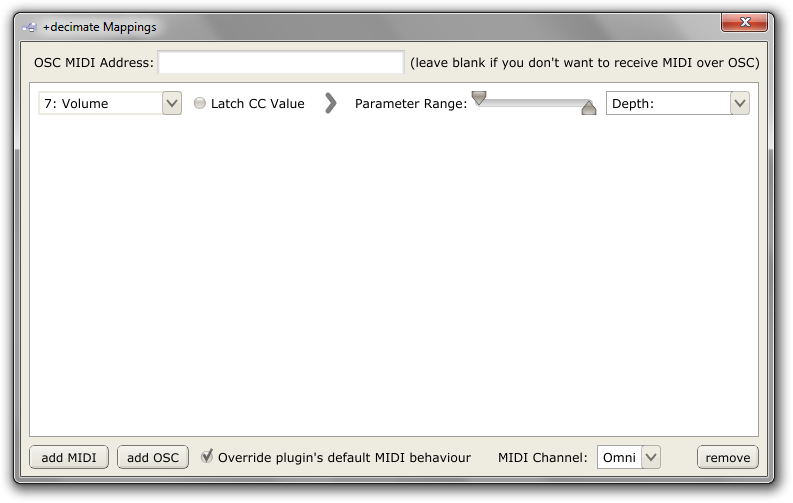 +decimate Mappings
OSC MIDI Address: (leave blank if you don't want to receive MIDI over OSC)
7: Volume Latch CC Value Parameter Range: Depth:
add MIDI add OSC Override plugin's default MIDI behaviour MIDI Channel: Omni remove